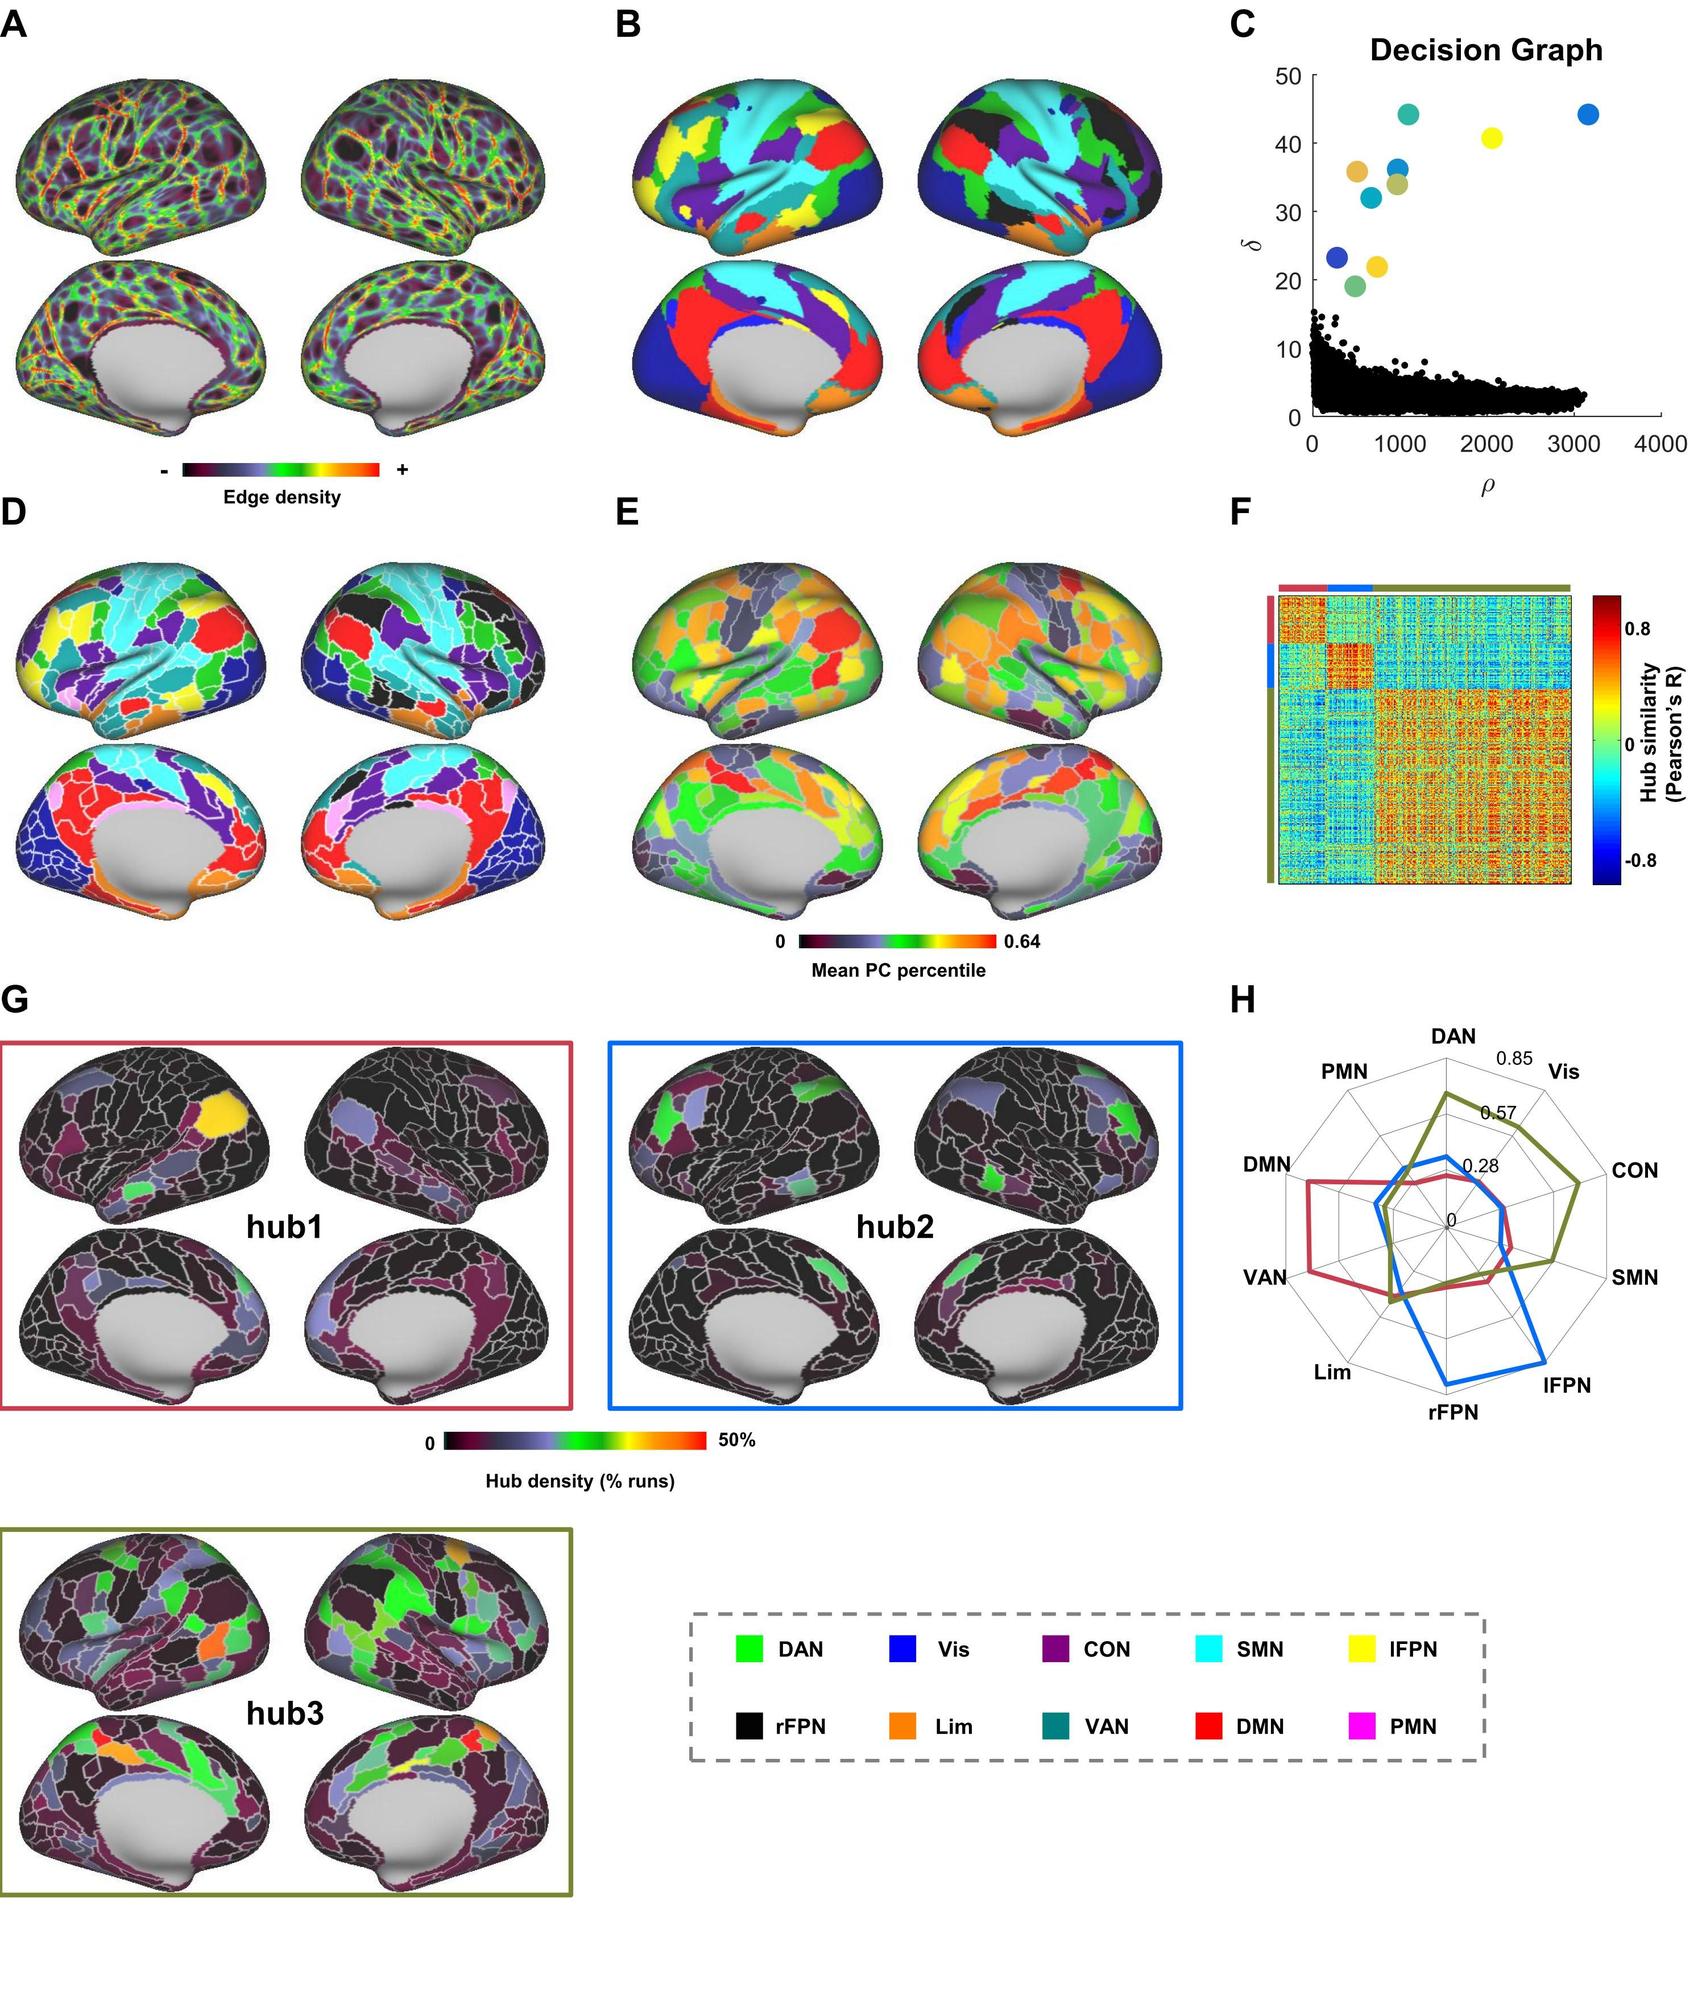 A
B
C
Decision Graph
50
40
30
20
10
0
δ
0 1000 2000 3000 4000
ρ
- +
Edge density
D
E
F
0 0.64
Mean PC percentile
0.8
0
-0.8
Hub similarity
(Pearson's R)
G
H
hub1
hub2
0 50%
Hub density (% runs)
DAN
0.85
Vis
PMN
0.57
DMN
0.28
CON
0
VAN
SMN
Lim
lFPN
rFPN
hub3
DAN Vis CON SMN lFPN
rFPN Lim VAN DMN PMN